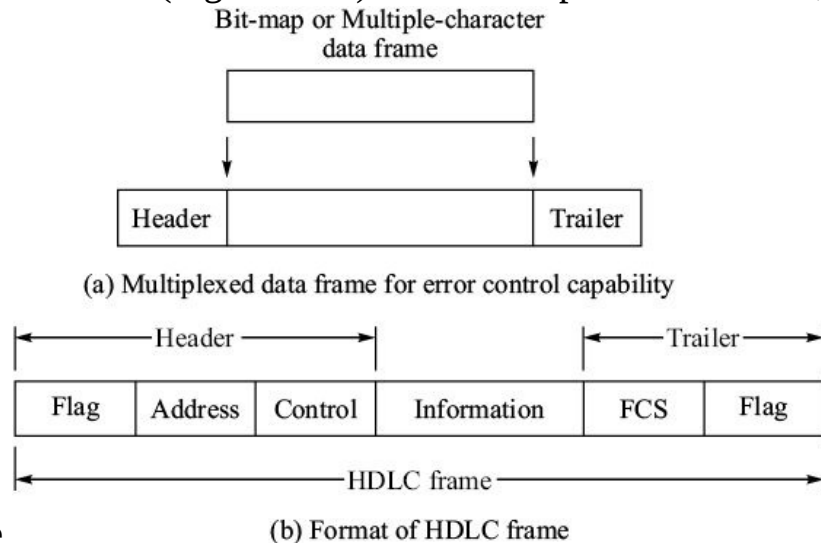 Bit-map or Multiple-character
data frame
Header
Trailer
(a) Multiplexed data frame for error control capability
Header
Trailer
Flag
Address
Control
Information
FCS
Flag
HDLC frame
(b) Format of HDLC frame